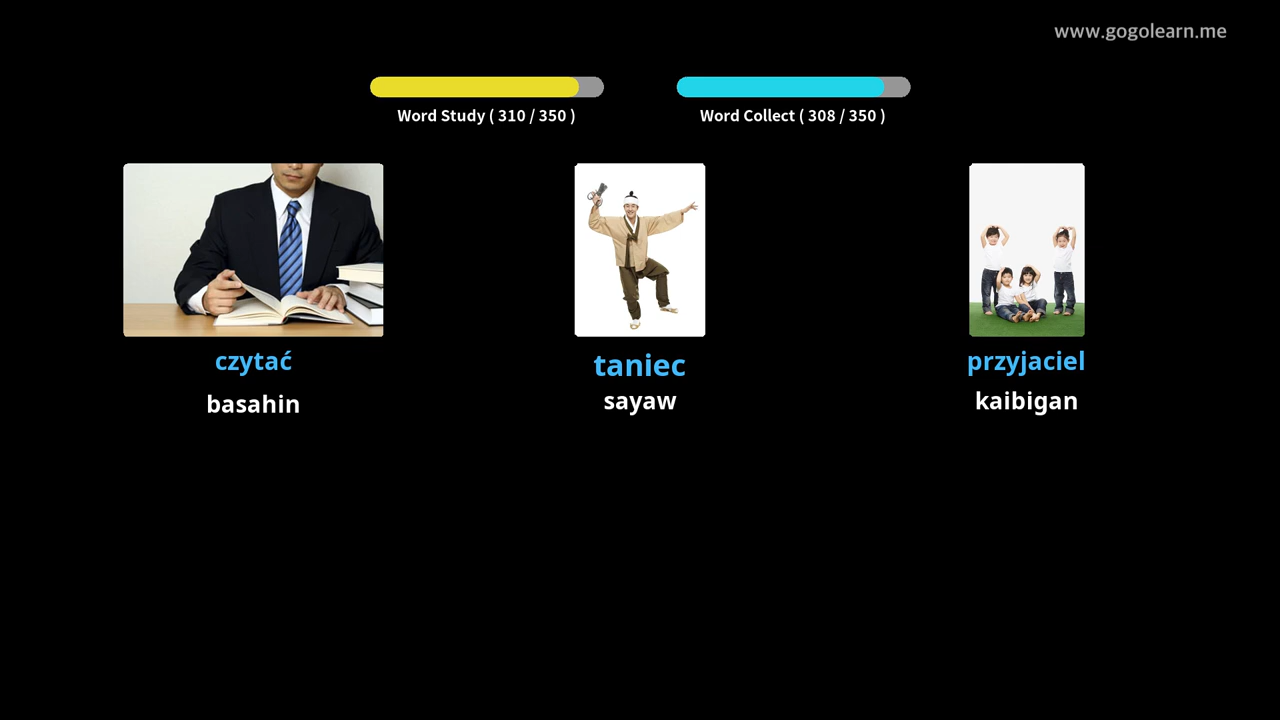 www.gogolearn.me
Word Study ( 310 / 350 )
Word Collect ( 308 / 350 )
czytać
basahin
taniec
sayaw
przyjaciel
kaibigan